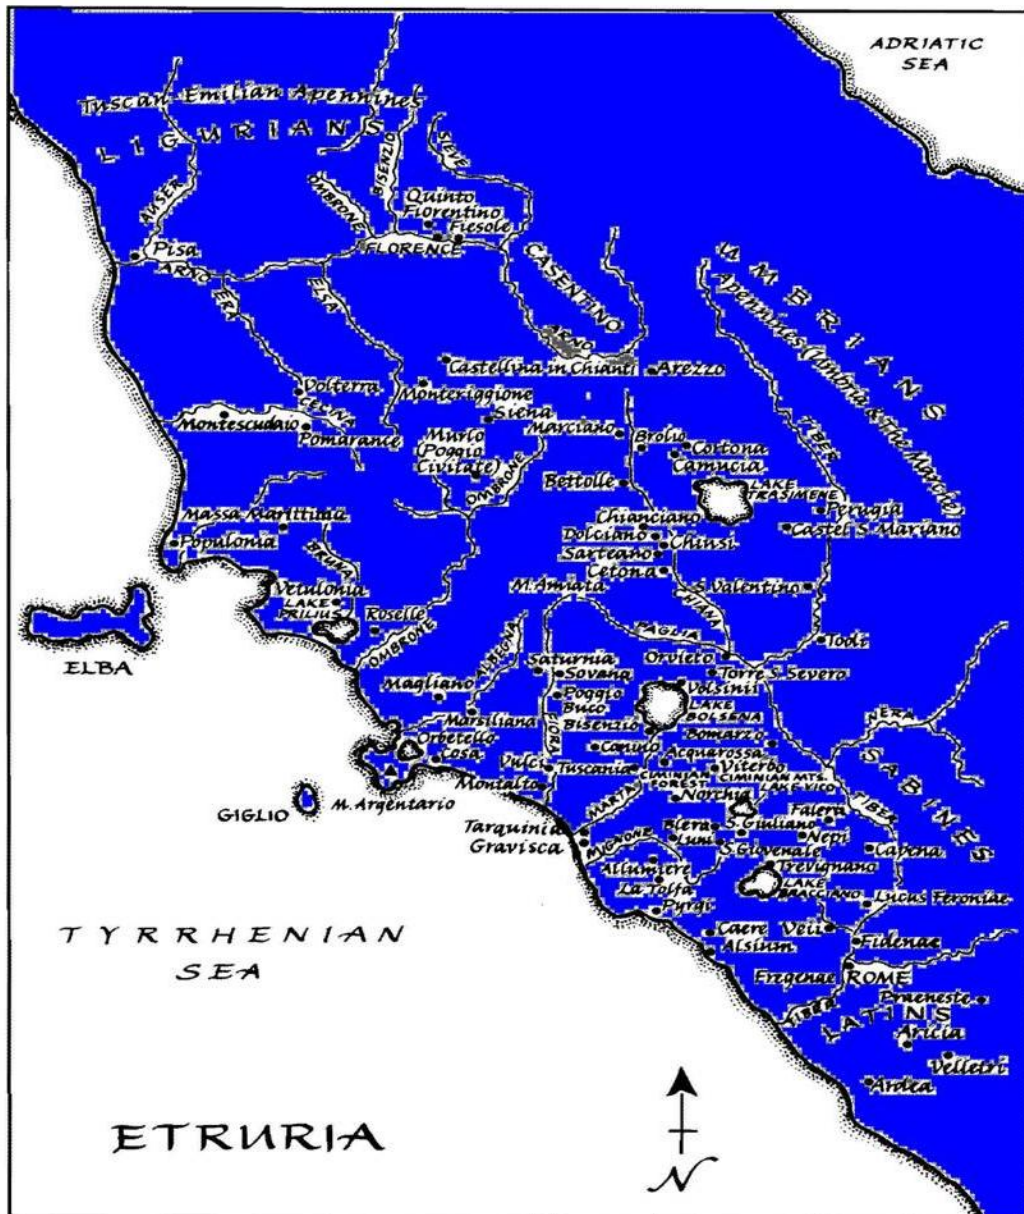 ADRIATIC
SEA
Tuscan-Emilian Apennines
LIGURIANS
SIEVE
BISENZIO
AUSER
OMBRONE
Quinto
Fiorentino
Fiesole
FLORENCE
Pisa
ARNO
ERA
ELSA
CASENTINO
UMBRIANS
Apennines (Umbria & The Marche)
ARNO
Castellina in Chianti
Arezzo
Volterra
Monteriggione
CECINA
Siena
Montescudaio
Pomarance
Murlo
(Poggio
Civitate)
Marciano
Brolio
Cortona
Camucia
TIBER
OMBRONE
Bettolle
LAKE
TRASIMENE
Perugia
Castel S. Mariano
Massa Marittima
Chianciano
Dolciano
Chiusi
Populonia
Sarteano
Cetona
BRUNA
Vetulonia
LAKE
PRILIUS
M. Amiata
S. Valentino
Roselle
OMBRONE
ALBEGNA
PAGLIA
Todi
ELBA
Orvieto
Saturnia
Sovana
Torre S. Severo
Magliano
Poggio
Buco
Volsinii
LAKE
BOLSENA
Marsiliana
Bisenzio
NERA
Orbetello
Cosa
FIORA
Bomarzo
Canulo
Acquarossa
SABINES
Vulci
Tuscania
Viterbo
CIMINIAN
FOREST
CIMINIAN MTS.
LAKE VICO
Montalto
MARTA
Norchia
M. Argentario
GIGLIO
Falera
TIBER
Tarquinia
Gravisca
MIGNONE
Blera
Luni
S. Giuliano
Nepi
S. Giovenale
Capena
Allumiere
La Tolfa
Trevignano
LAKE
BRACCIANO
Lucus Feroniae
Pyrgi
TYRRHENIAN
SEA
Caere
Veii
Alsium
Fidenae
Fregenae
ROME
Praeneste
TIBER
LATINS
Aricia
Velletri
Ardea
ETRURIA
N